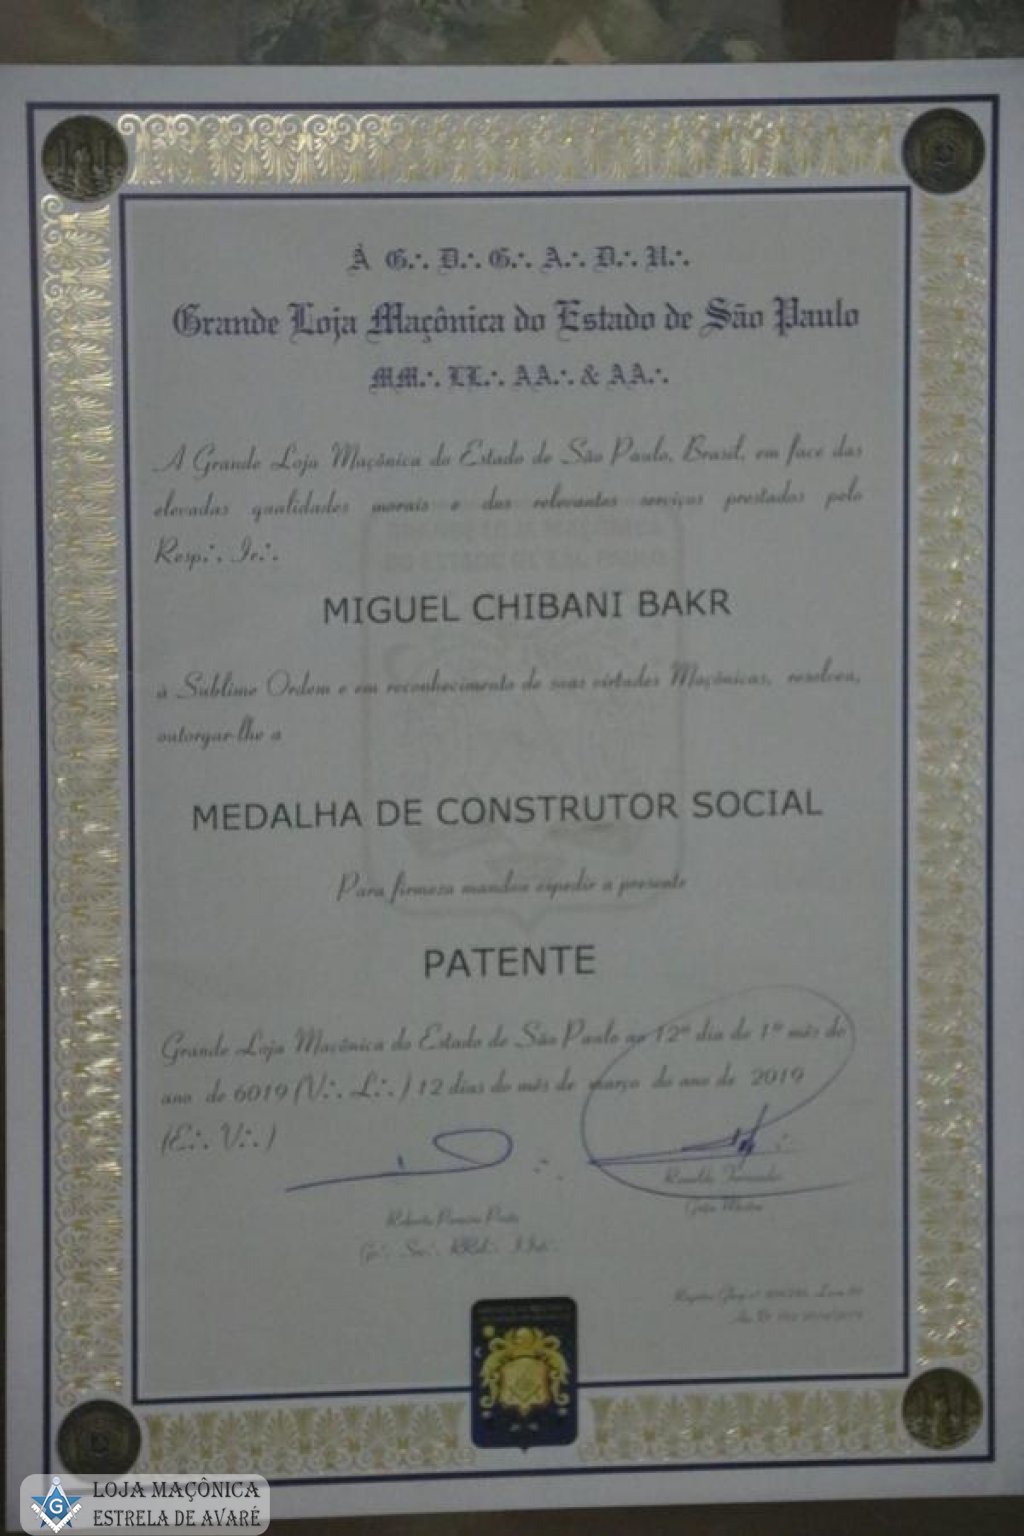 À G∴ D∴ G∴ A∴ D∴ U∴
Grande Loja Maçônica do Estado de São Paulo
MM∴ LL∴ AA∴ & AA∴
A Grande Loja Maçônica do Estado de São Paulo, Brasil, em face das
elevadas qualidades morais e dos relevantes serviços prestados pelo
Resp∴ Ir∴
MIGUEL CHIBANI BAKR
à Sublime Ordem e em reconhecimento de suas virtudes Maçônicas, resolveu,
outorgar-lhe a
MEDALHA DE CONSTRUTOR SOCIAL
Para firmeza mandou expedir a presente
PATENTE
Grande Loja Maçônica do Estado de São Paulo ao 12º dia do 1º mês do
ano de 6019 (V∴ L∴) 12 dias do mês de março do ano de 2019
(E∴ V∴)
Grão Mestre
LOJA MAÇÔNICA
ESTRELA DE AVARÉ